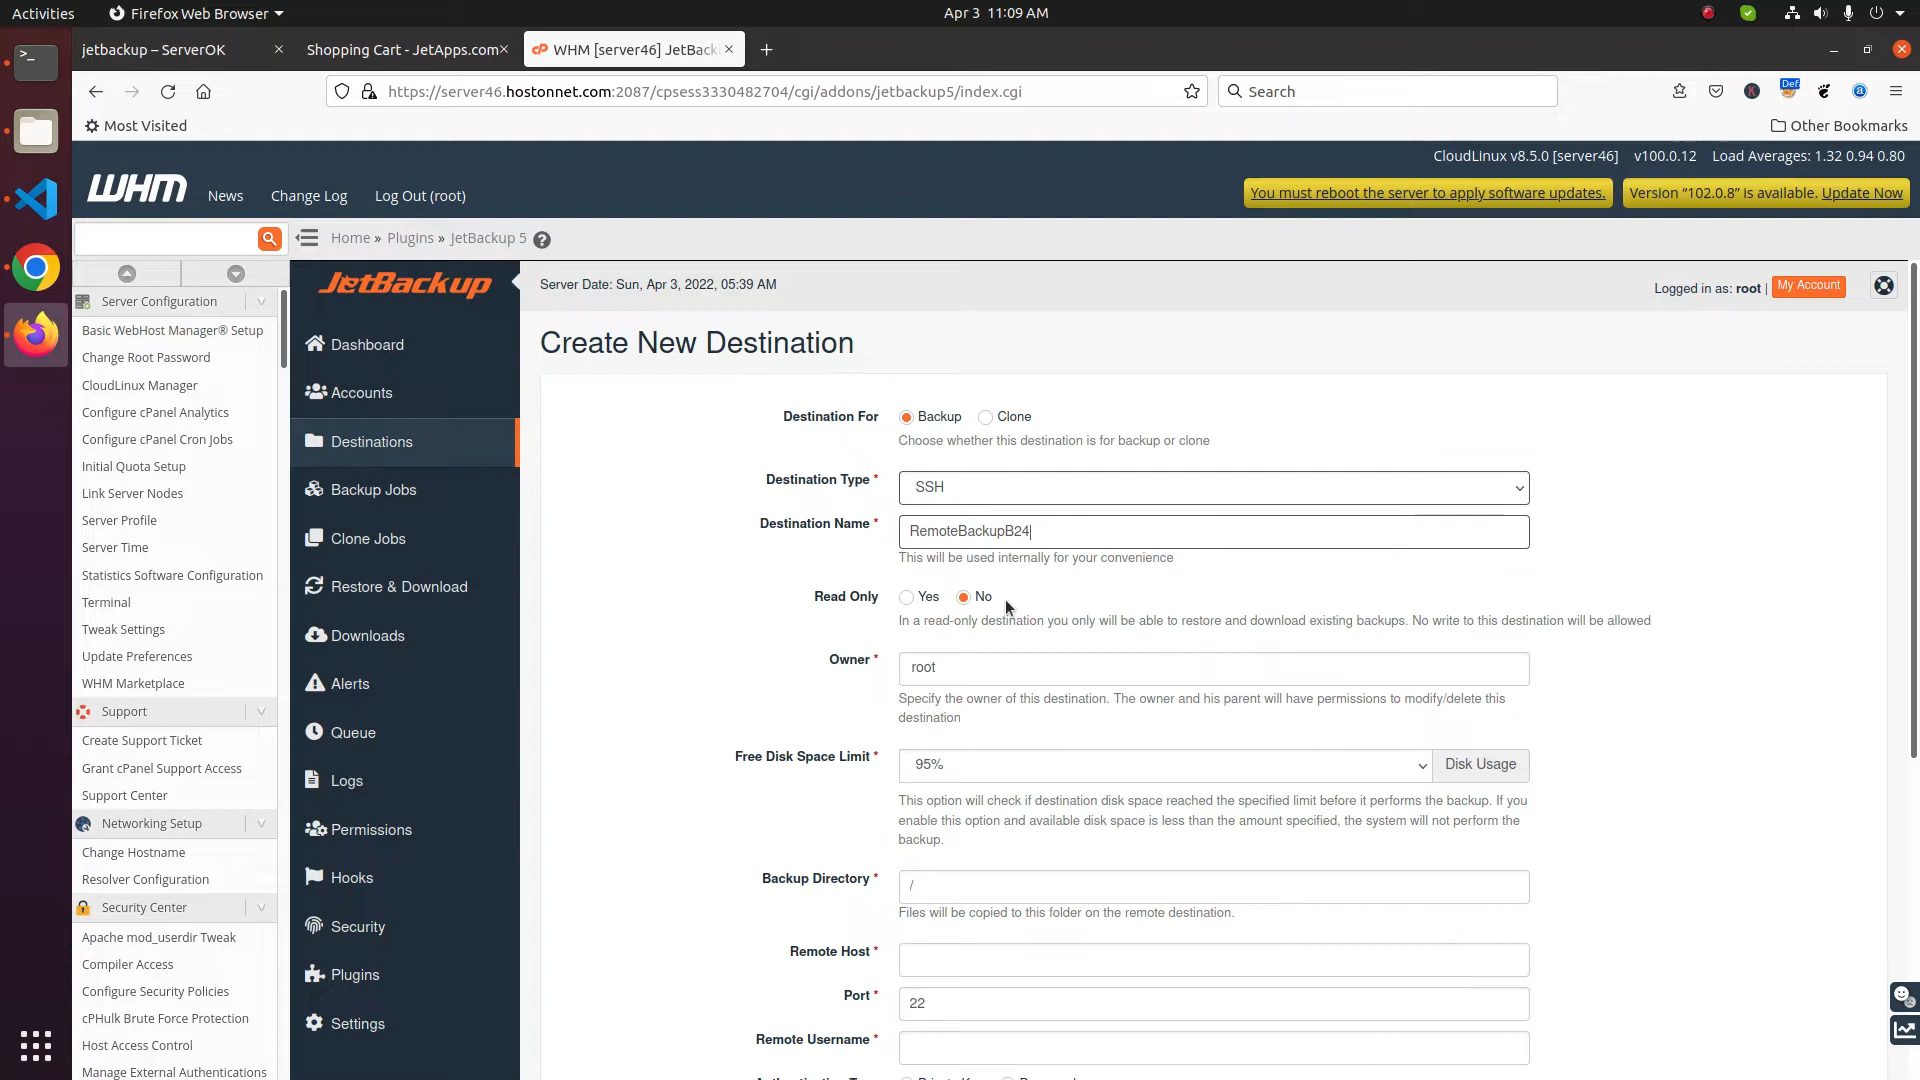 Activities
Firefox Web Browser
Apr 3 11:09 AM
jetbackup – ServerOK
Shopping Cart - JetApps.com
WHM [server46] JetBack
https://server46.hostonnet.com:2087/cpsess3330482704/cgi/addons/jetbackup5/index.cgi
Search
Most Visited
Other Bookmarks
CloudLinux v8.5.0 [server46] v100.0.12 Load Averages: 1.32 0.94 0.80
WHM
News
Change Log
Log Out (root)
You must reboot the server to apply software updates.
Version “102.0.8” is available. Update Now
Home » Plugins » JetBackup 5
Server Configuration
Basic WebHost Manager® Setup
Change Root Password
CloudLinux Manager
Configure cPanel Analytics
Configure cPanel Cron Jobs
Initial Quota Setup
Link Server Nodes
Server Profile
Server Time
Statistics Software Configuration
Terminal
Tweak Settings
Update Preferences
WHM Marketplace
Support
Create Support Ticket
Grant cPanel Support Access
Support Center
Networking Setup
Change Hostname
Resolver Configuration
Security Center
Apache mod_userdir Tweak
Compiler Access
Configure Security Policies
cPHulk Brute Force Protection
Host Access Control
Manage External Authentications
JetBackup
Dashboard
Accounts
Destinations
Backup Jobs
Clone Jobs
Restore & Download
Downloads
Alerts
Queue
Logs
Permissions
Hooks
Security
Plugins
Settings
Server Date: Sun, Apr 3, 2022, 05:39 AM
Logged in as: root | My Account
Create New Destination
Destination For
Backup
Clone
Choose whether this destination is for backup or clone
Destination Type *
SSH
Destination Name *
RemoteBackupB24
This will be used internally for your convenience
Read Only
Yes
No
In a read-only destination you only will be able to restore and download existing backups. No write to this destination will be allowed
Owner *
root
Specify the owner of this destination. The owner and his parent will have permissions to modify/delete this
destination
Free Disk Space Limit *
95%
Disk Usage
This option will check if destination disk space reached the specified limit before it performs the backup. If you
enable this option and available disk space is less than the amount specified, the system will not perform the
backup.
Backup Directory *
/
Files will be copied to this folder on the remote destination.
Remote Host *
Port *
22
Remote Username *